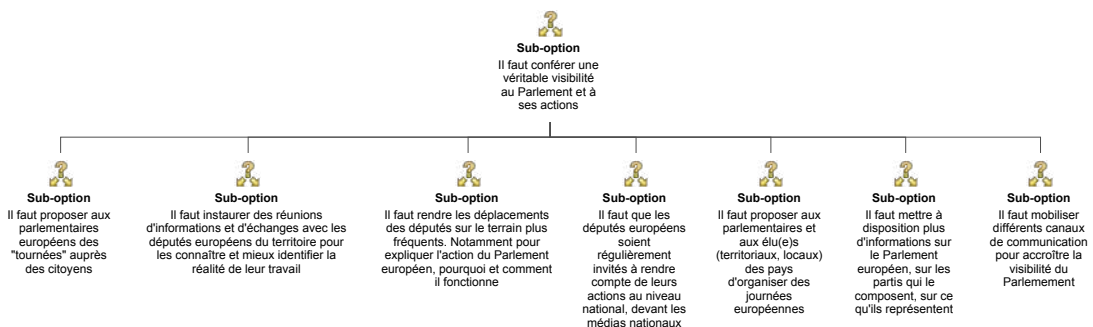 Sub-option
Il faut conférer une
véritable visibilité
au Parlement et à
ses actions
Sub-option
Il faut proposer aux
parlementaires
européens des
"tournées" auprès
des citoyens
Sub-option
Il faut instaurer des réunions
d'informations et d'échanges avec les
députés européens du territoire pour
les connaître et mieux identifier la
réalité de leur travail
Sub-option
Il faut rendre les déplacements
des députés sur le terrain plus
fréquents. Notamment pour
expliquer l'action du Parlement
européen, pourquoi et comment
il fonctionne
Sub-option
Il faut que les
députés européens
soient
régulièrement
invités à rendre
compte de leurs
actions au niveau
national, devant les
médias nationaux
Sub-option
Il faut proposer aux
parlementaires et
aux élu(e)s
(territoriaux, locaux)
des pays
d'organiser des
journées
européennes
Sub-option
Il faut mettre à
disposition plus
d'informations sur
le Parlement
européen, sur les
partis qui le
composent, sur ce
qu'ils représentent
Sub-option
Il faut mobiliser
différents canaux
de communication
pour accroître la
visibilité du
Parlemement